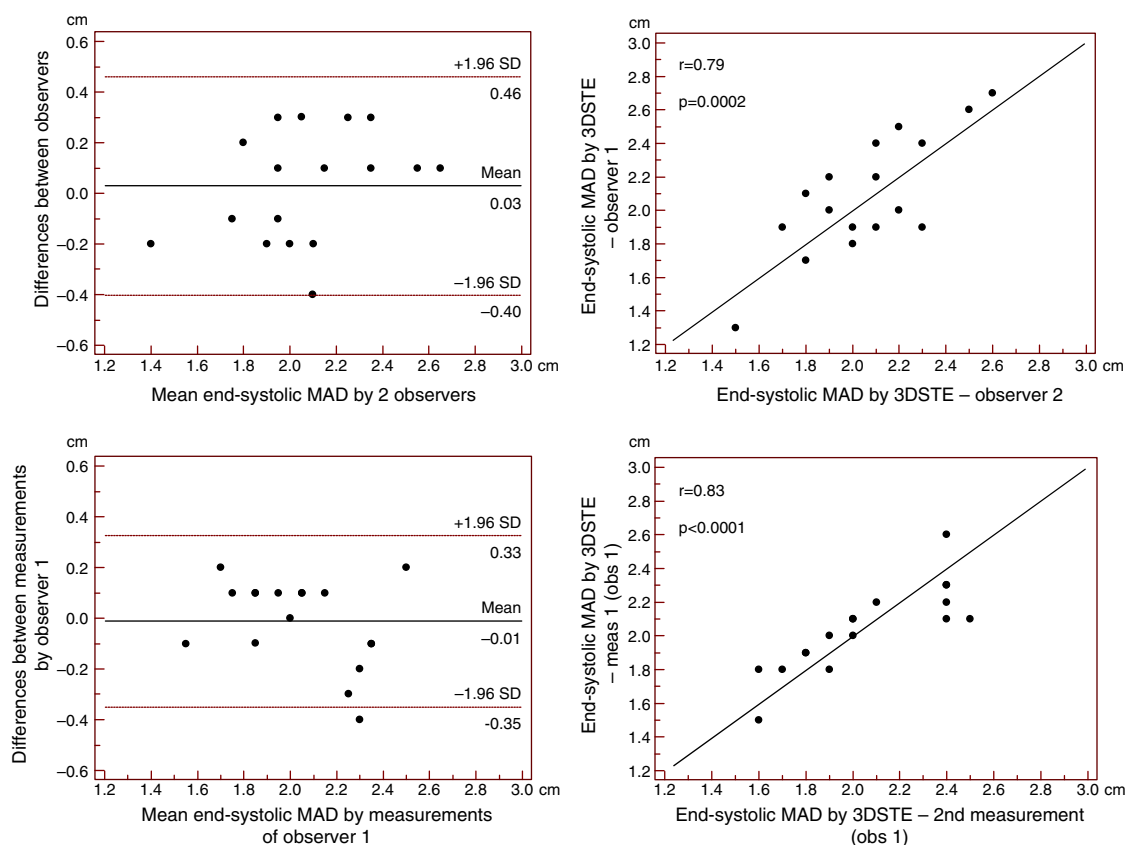 cm
0.6
0.4
0.2
0.0
–0.2
–0.4
–0.6
Differences between observers
+1.96 SD
0.46
Mean
0.03
–1.96 SD
–0.40
1.2 1.4 1.6 1.8 2.0 2.2 2.4 2.6 2.8 3.0 cm
Mean end-systolic MAD by 2 observers
cm
3.0
2.8
2.6
2.4
2.2
2.0
1.8
1.6
1.4
1.2
End-systolic MAD by 3DSTE
– observer 1
r=0.79
p=0.0002
1.2 1.4 1.6 1.8 2.0 2.2 2.4 2.6 2.8 3.0 cm
End-systolic MAD by 3DSTE – observer 2
cm
0.6
0.4
0.2
0.0
–0.2
–0.4
–0.6
Differences between measurements
by observer 1
+1.96 SD
0.33
Mean
–0.01
–1.96 SD
-0.35
1.2 1.4 1.6 1.8 2.0 2.2 2.4 2.6 2.8 3.0 cm
Mean end-systolic MAD by measurements
of observer 1
cm
3.0
2.8
2.6
2.4
2.2
2.0
1.8
1.6
1.4
1.2
End-systolic MAD by 3DSTE
– meas 1 (obs 1)
r=0.83
p<0.0001
1.2 1.4 1.6 1.8 2.0 2.2 2.4 2.6 2.8 3.0 cm
End-systolic MAD by 3DSTE – 2nd measurement
(obs 1)